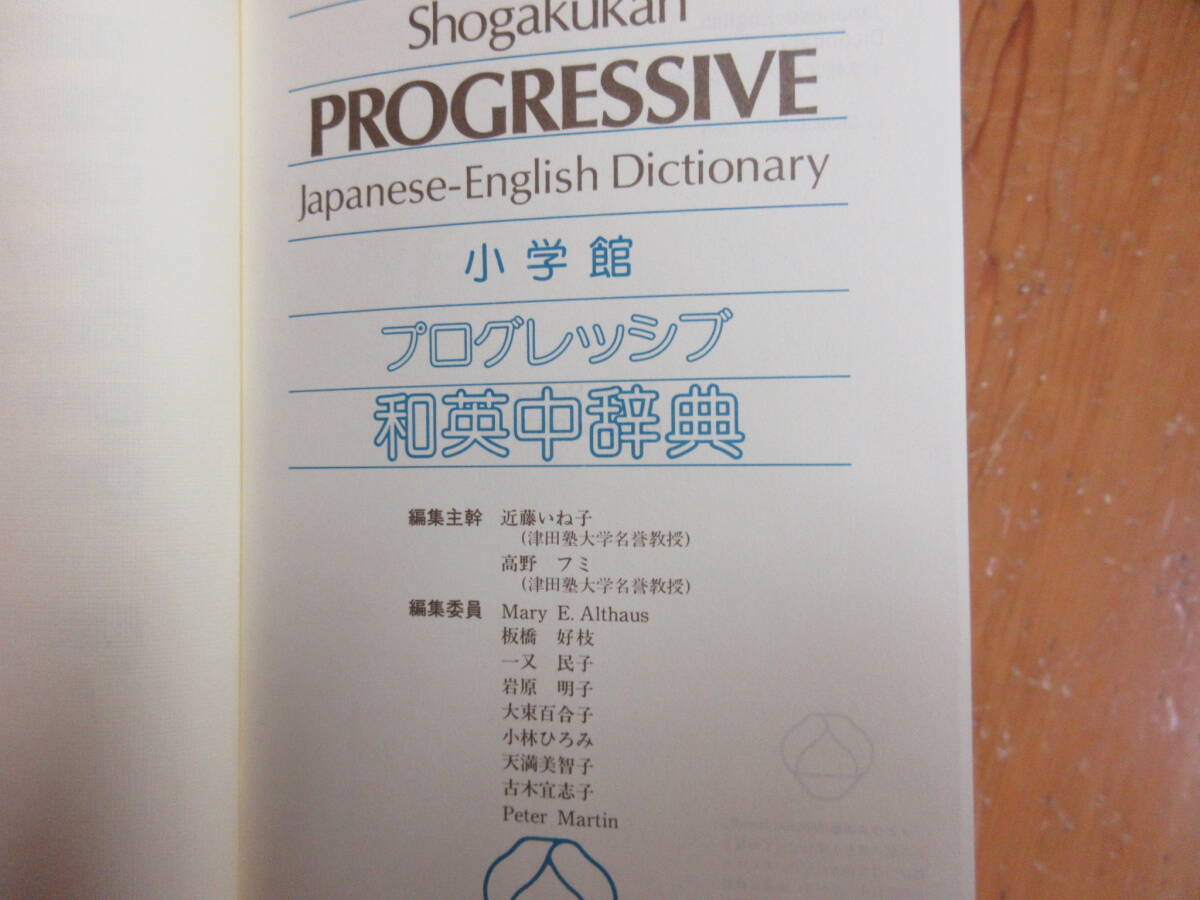 Shogakukan
PROGRESSIVE
Japanese-English Dictionary
小学館
プログレッシブ
和英中辞典
編集主幹 近藤いね子
(津田塾大学名誉教授)
高野 フミ
(津田塾大学名誉教授)
編集委員 Mary E. Althaus
板橋 好枝
一又 民子
岩原 明子
大東百合子
小林ひろみ
天満美智子
古木宜志子
Peter Martin